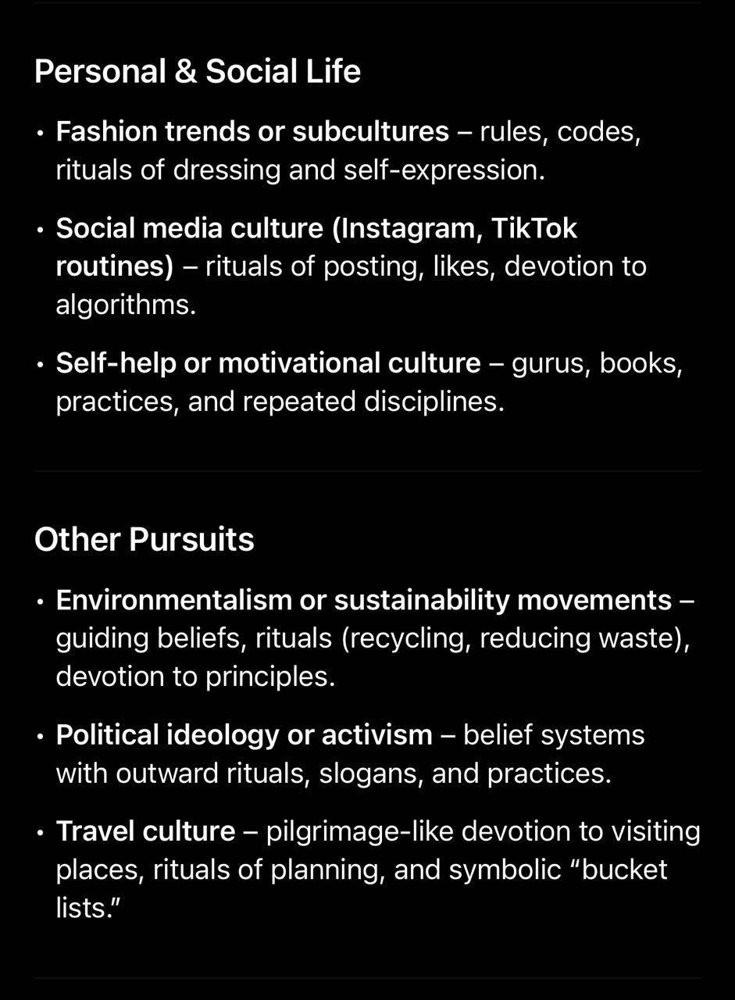 Personal & Social Life
• Fashion trends or subcultures – rules, codes,
rituals of dressing and self-expression.
• Social media culture (Instagram, TikTok
routines) – rituals of posting, likes, devotion to
algorithms.
• Self-help or motivational culture – gurus, books,
practices, and repeated disciplines.
Other Pursuits
• Environmentalism or sustainability movements –
guiding beliefs, rituals (recycling, reducing waste),
devotion to principles.
• Political ideology or activism – belief systems
with outward rituals, slogans, and practices.
• Travel culture – pilgrimage-like devotion to visiting
places, rituals of planning, and symbolic “bucket
lists.”